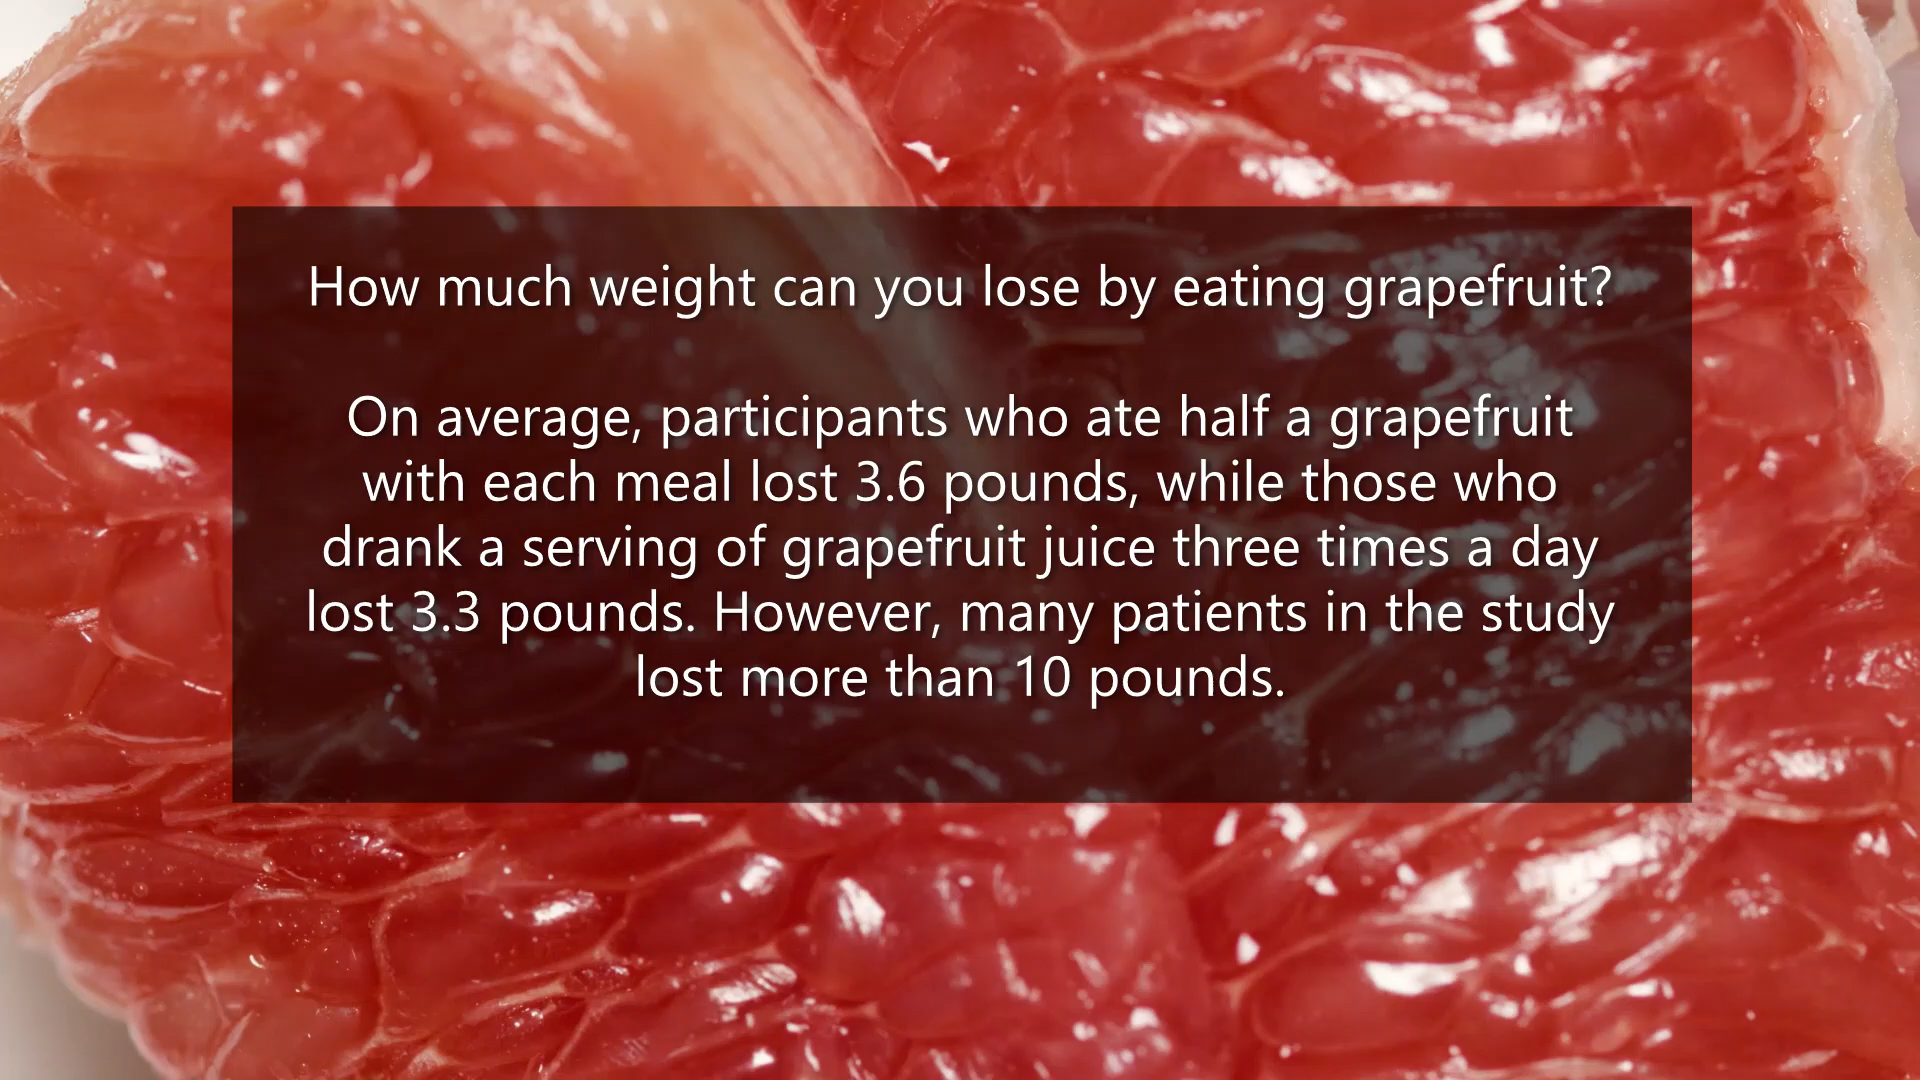 How much weight can you lose by eating grapefruit?
On average, participants who ate half a grapefruit
with each meal lost 3.6 pounds, while those who
drank a serving of grapefruit juice three times a day
lost 3.3 pounds. However, many patients in the study
lost more than 10 pounds.